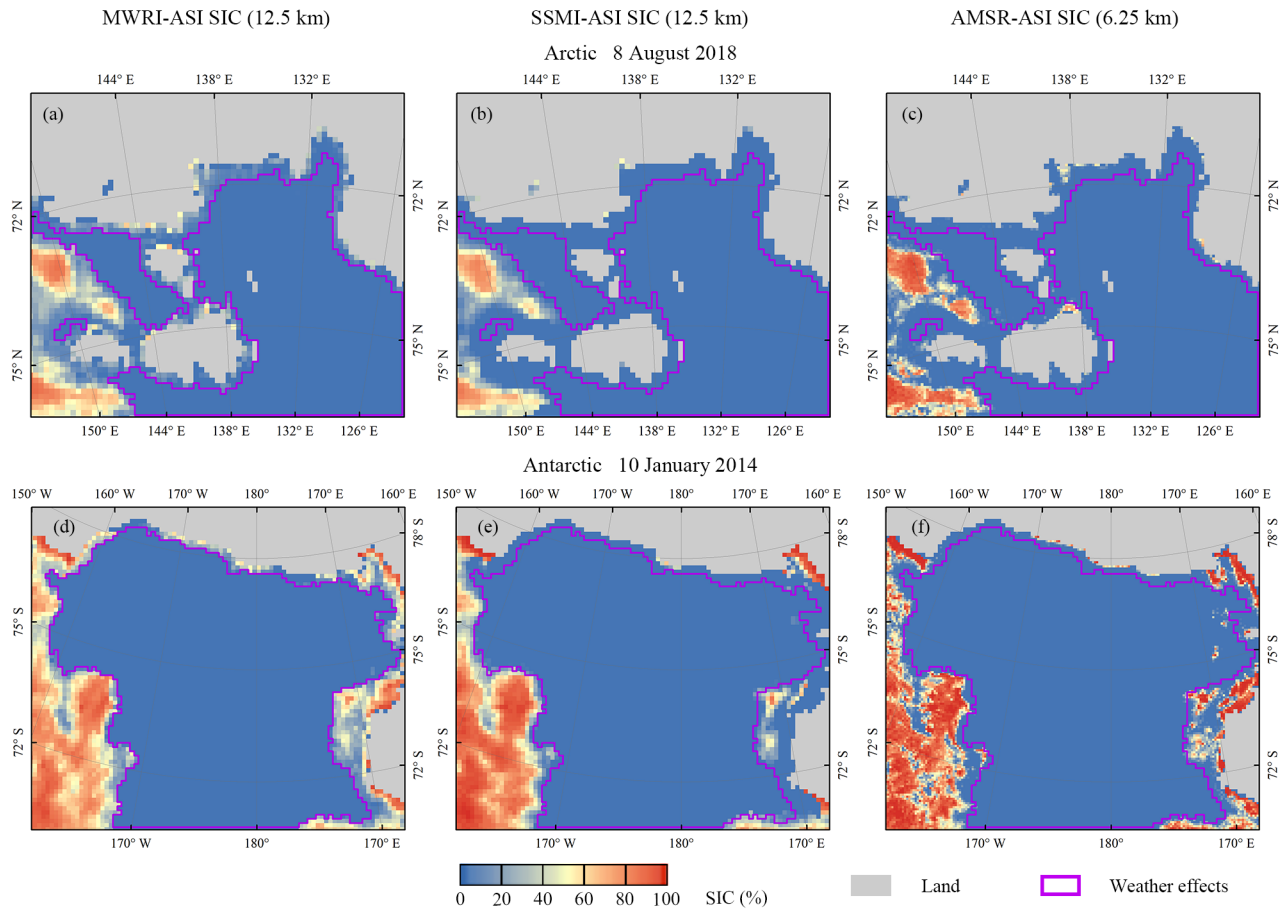 MWRI-ASI SIC (12.5 km) SSMI-ASI SIC (12.5 km) AMSR-ASI SIC (6.25 km)
Arctic 8 August 2018
144° E 138° E 132° E 144° E 138° E 132° E 144° E 138° E 132° E
(a) (b) (c)
72° N 72° N 72° N 72° N 72° N 72° N
75° N 75° N 75° N 75° N 75° N 75° N
150° E 144° E 138° E 132° E 126° E 150° E 144° E 138° E 132° E 126° E 150° E 144° E 138° E 132° E 126° E
Antarctic 10 January 2014
150° W 160° W 170° W 180° 170° E 160° E 150° W 160° W 170° W 180° 170° E 160° E 150° W 160° W 170° W 180° 170° E 160° E
(d) (e) (f)
78° S 78° S 78° S
75° S 75° S 75° S 75° S 75° S 75° S
72° S 72° S 72° S 72° S 72° S 72° S
170° W 180° 170° E 170° W 180° 170° E 170° W 180° 170° E
0 20 40 60 80 100 SIC (%)
Land
Weather effects